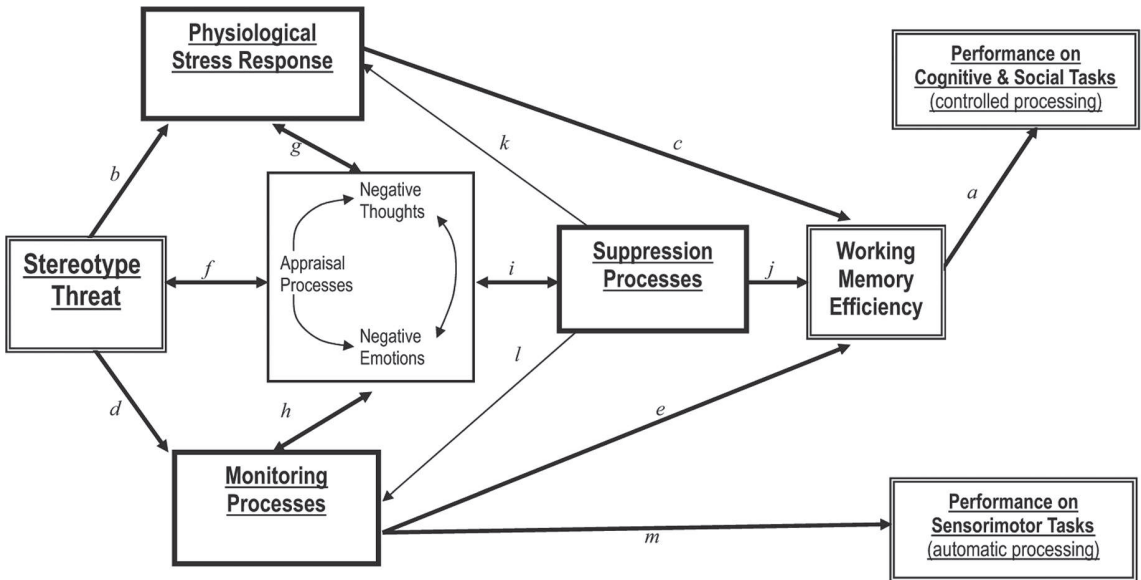 Physiological
Stress Response
Performance on
Cognitive & Social Tasks
(controlled processing)
k
c
g
b
a
Negative
Thoughts
Stereotype
Threat
f
Appraisal
Processes
i
Suppression
Processes
j
Working
Memory
Efficiency
Negative
Emotions
l
d
h
e
Monitoring
Processes
Performance on
Sensorimotor Tasks
(automatic processing)
m